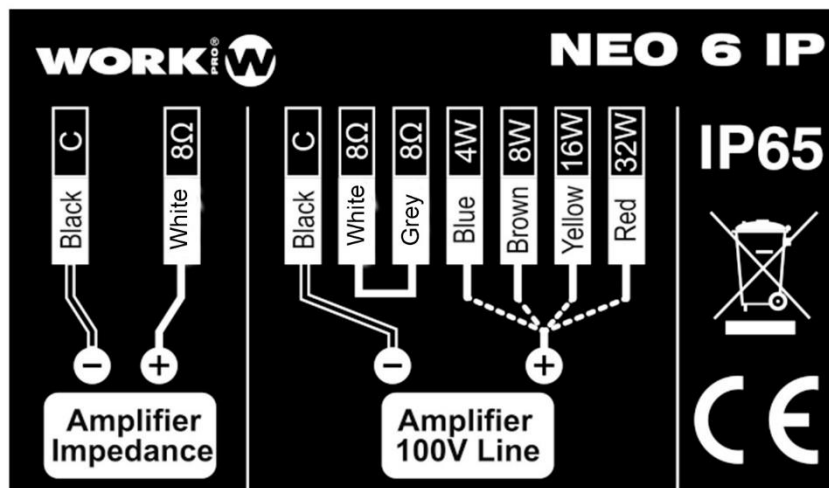 WORK PRO® W
NEO 6 IP
C 8Ω
Black White
− +
Amplifier
Impedance
C 8Ω 8Ω 4W 8W 16W 32W
Black White Grey Blue Brown Yellow Red
− +
Amplifier
100V Line
IP65
CE